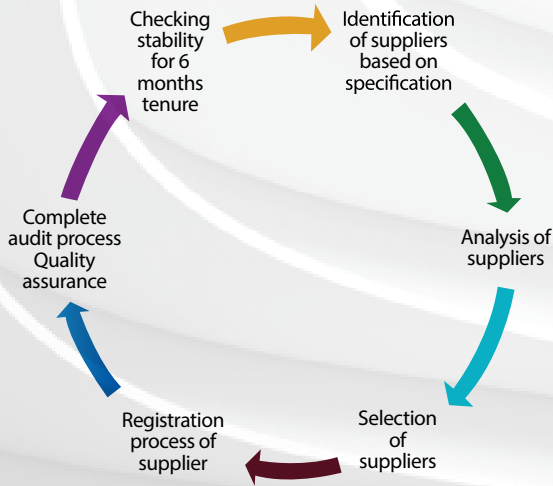 Checking
stability
for 6
months
tenure
Identification
of suppliers
based on
specification
Analysis of
suppliers
Selection
of
suppliers
Registration
process of
supplier
Complete
audit process
Quality
assurance